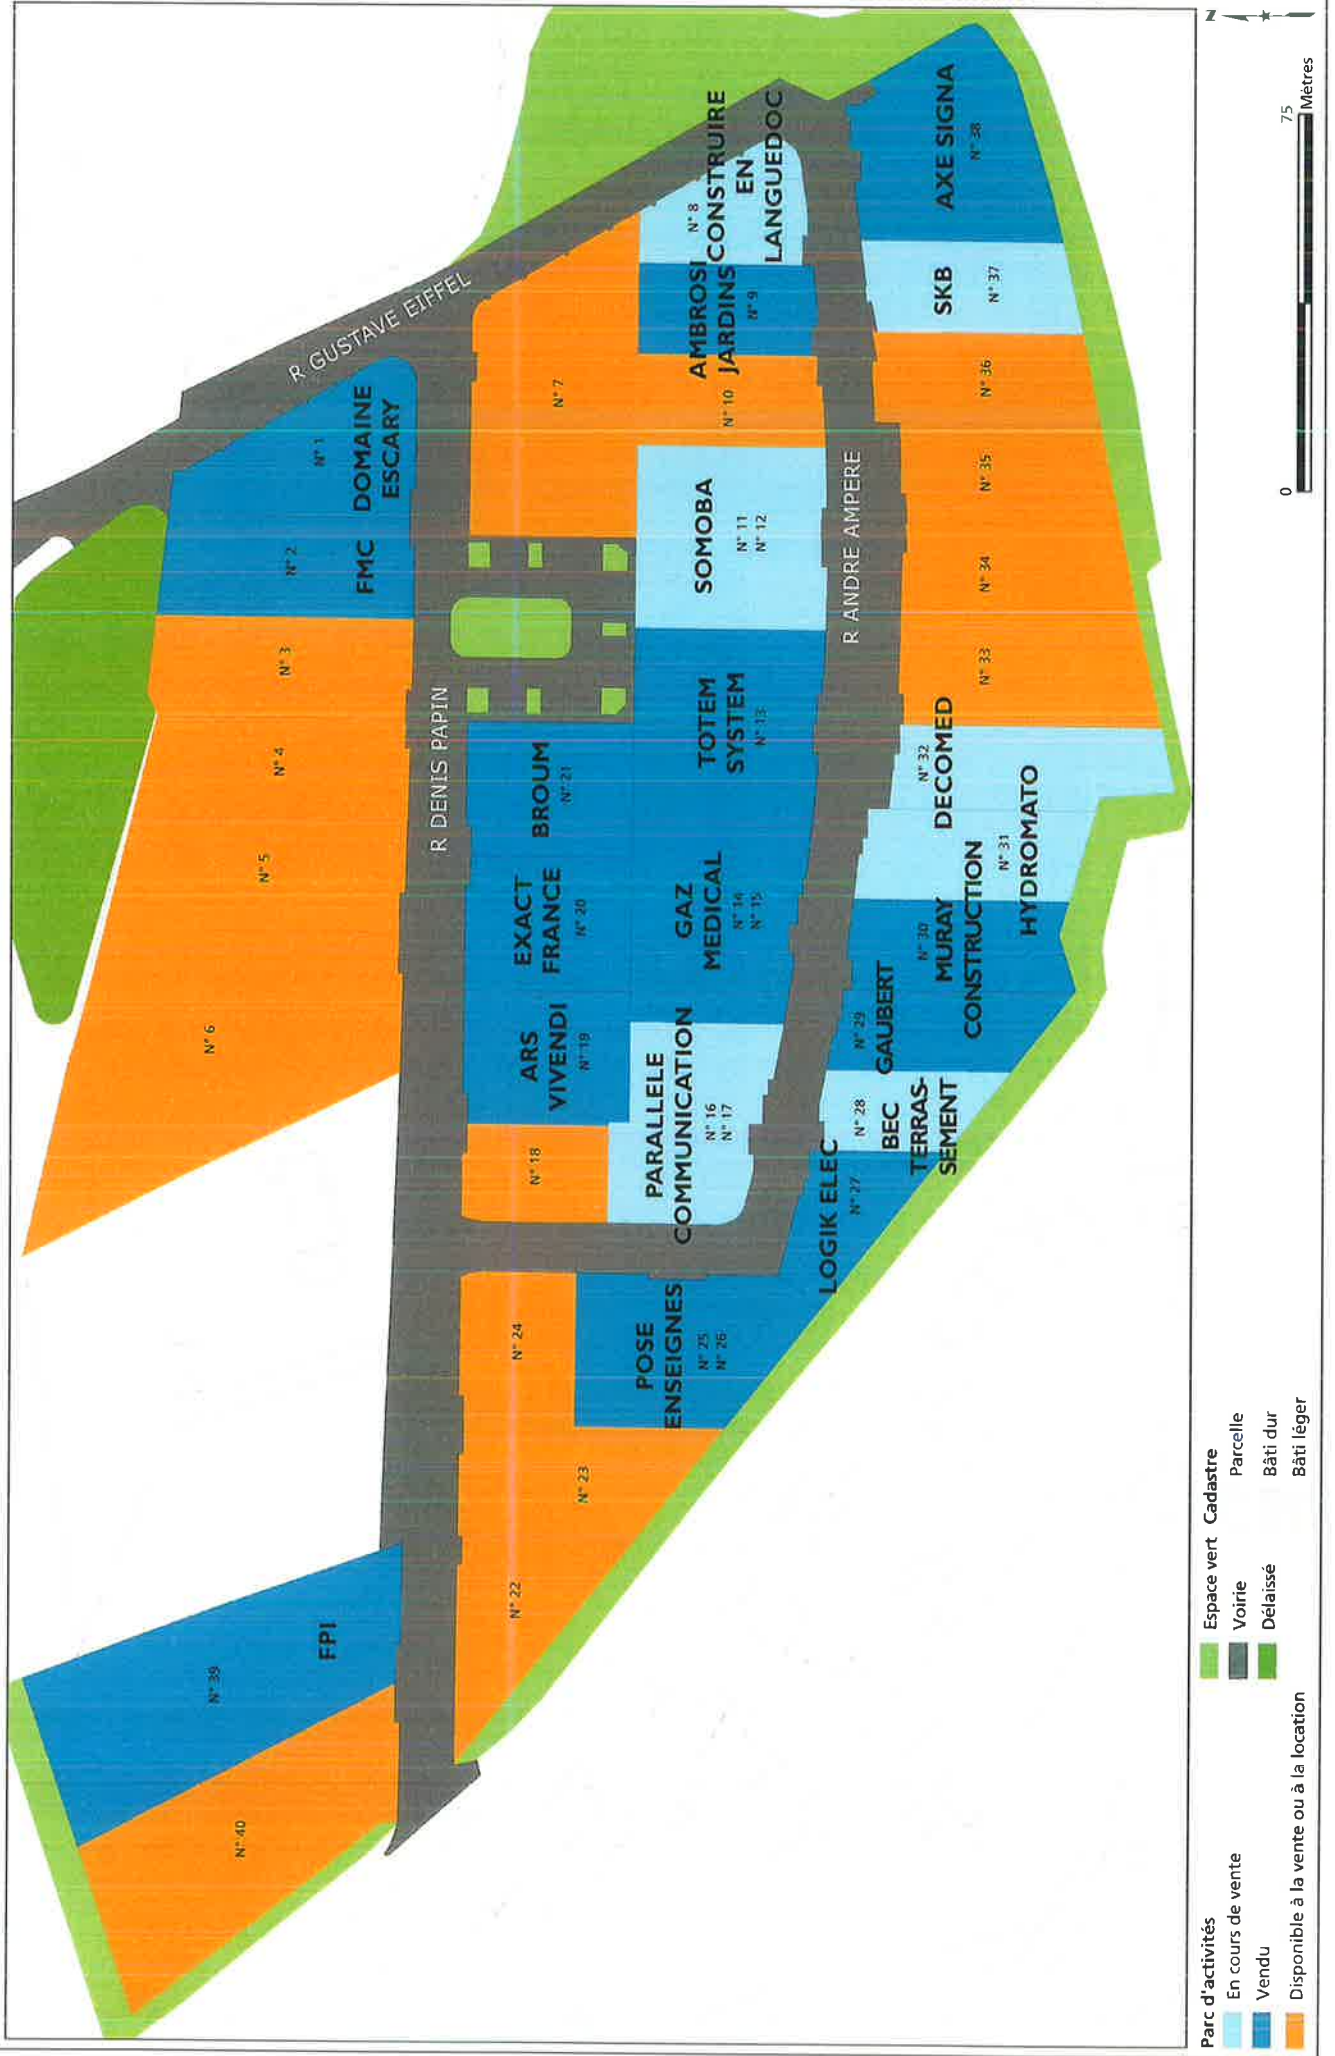 N° 40
N° 39
FPI
N° 22
N° 23
N° 24
POSE
ENSEIGNES
N° 25
N° 26
N° 6
N° 5
N° 4
N° 3
N° 2
FMC
N° 1
DOMAINE
ESCARY
R GUSTAVE EIFFEL
R DENIS PAPIN
N° 18
ARS
VIVENDI
N° 19
EXACT
FRANCE
N° 20
BROUM
N° 21
N° 7
PARALLELE
COMMUNICATION
N° 16
N° 17
GAZ
MEDICAL
N° 14
N° 15
TOTEM
SYSTEM
N° 13
SOMOBA
N° 11
N° 12
N° 10
AMBROSI
JARDINS
N° 9
N° 8
CONSTRUIRE
EN
LANGUEDOC
R ANDRE AMPERE
LOGIK ELEC
N° 27
N° 28
BEC
TERRAS-
SEMENT
N° 29
GAUBERT
N° 30
MURAY
CONSTRUCTION
N° 31
HYDROMATO
N° 32
DECOMED
N° 33
N° 34
N° 35
N° 36
SKB
N° 37
AXE SIGNA
N° 38
Parc d'activités
En cours de vente
Vendu
Disponible à la vente ou à la location
Espace vert
Voirie
Délaissé
Cadastre
Parcelle
Bâti dur
Bâti léger
0
75
Mètres
N